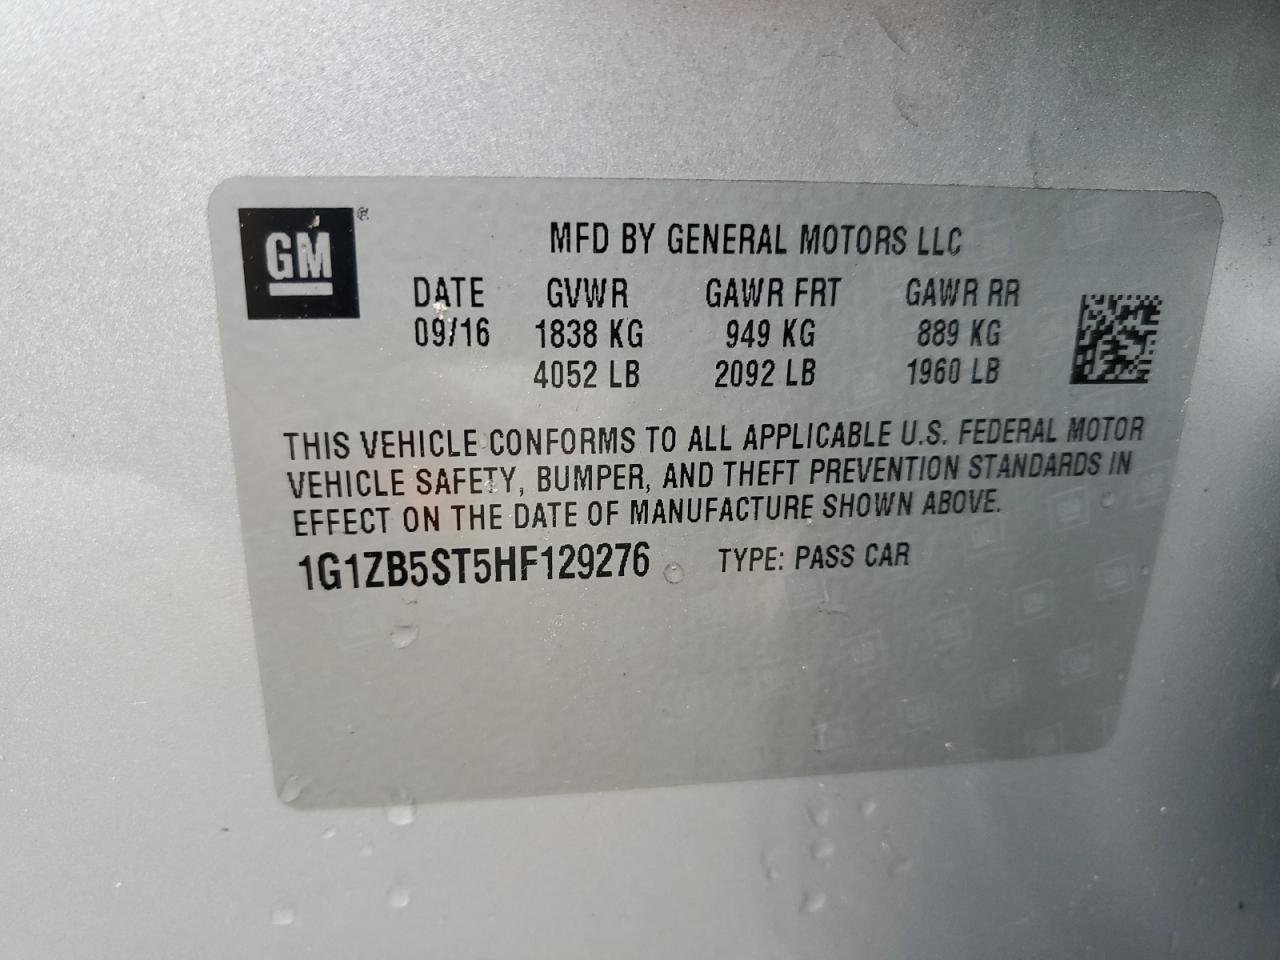 GM ®
MFD BY GENERAL MOTORS LLC
DATE GVWR GAWR FRT GAWR RR
09/16 1838 KG 949 KG 889 KG
4052 LB 2092 LB 1960 LB
THIS VEHICLE CONFORMS TO ALL APPLICABLE U.S. FEDERAL MOTOR
VEHICLE SAFETY, BUMPER, AND THEFT PREVENTION STANDARDS IN
EFFECT ON THE DATE OF MANUFACTURE SHOWN ABOVE.
1G1ZB5ST5HF129276 TYPE: PASS CAR